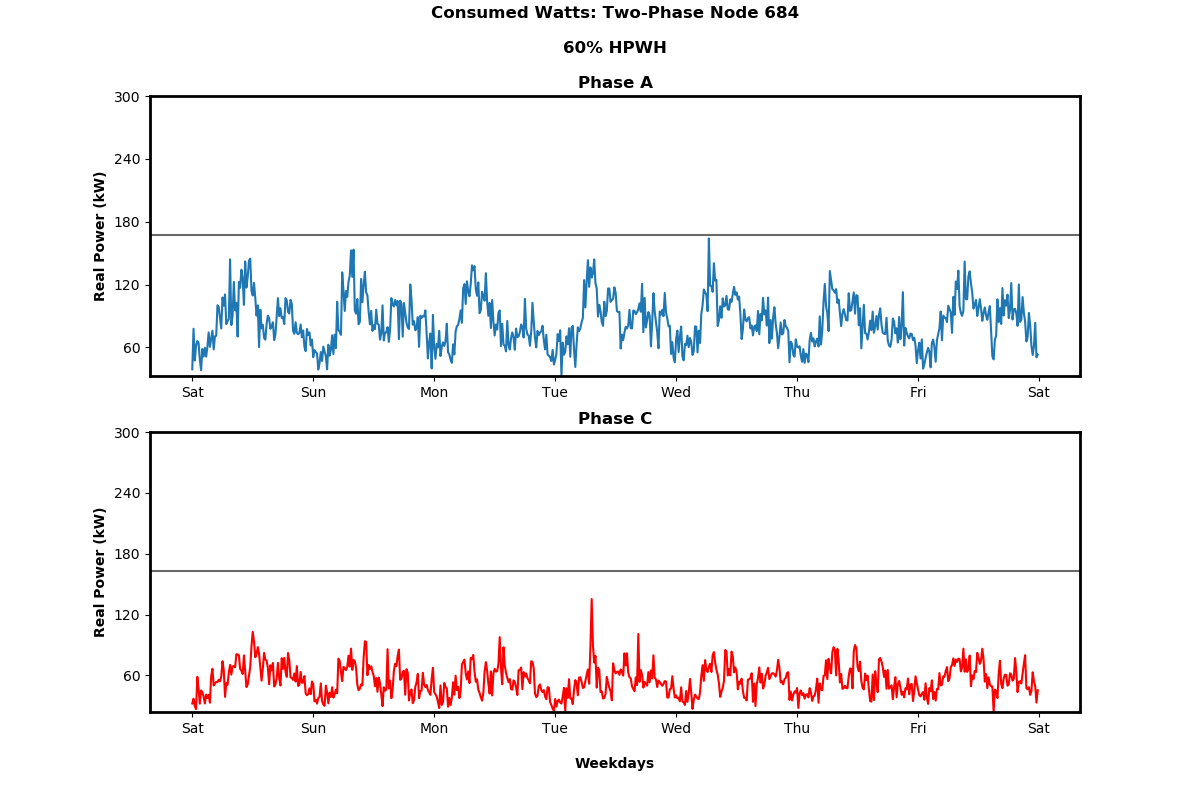 Consumed Watts: Two-Phase Node 684
60% HPWH
Phase A
Real Power (kW)
300
240
180
120
60
Sat Sun Mon Tue Wed Thu Fri Sat
Phase C
Real Power (kW)
300
240
180
120
60
Sat Sun Mon Tue Wed Thu Fri Sat
Weekdays